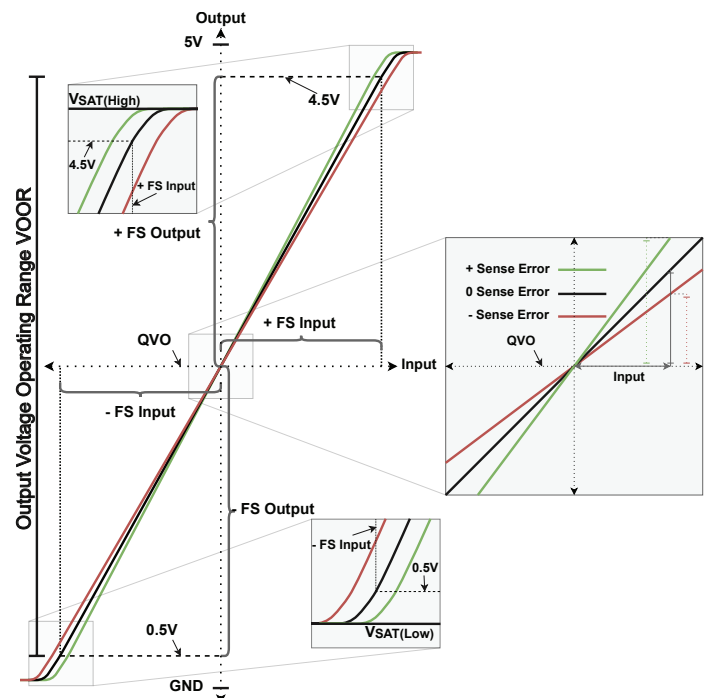 Output
5V
VSAT(High)
4.5V
+ FS Input
4.5V
+ FS Output
Output Voltage Operating Range VOOR
+ Sense Error
0 Sense Error
- Sense Error
QVO
Input
+ FS Input
QVO
Input
- FS Input
- FS Output
- FS Input
0.5V
VSAT(Low)
0.5V
GND